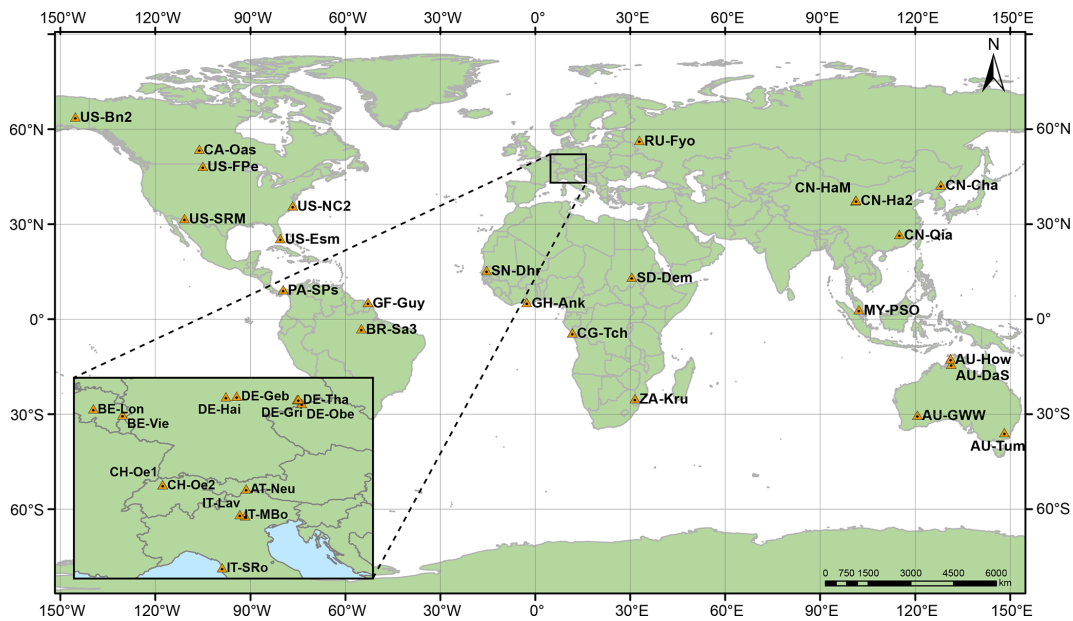 150°W 120°W 90°W 60°W 30°W 0° 30°E 60°E 90°E 120°E 150°E
N
60°N 60°N
US-Bn2
RU-Fyo
CA-Oas
US-FPe
CN-HaM
CN-Cha
CN-Ha2
US-NC2
US-SRM
30°N 30°N
CN-Qia
US-Esm
SN-Dhr
SD-Dem
PA-SPs
GF-Guy
GH-Ank
MY-PSO
0° 0°
BR-Sa3
CG-Tch
AU-How
AU-DaS
ZA-Kru
30°S 30°S
AU-GWW
AU-Tum
DE-Geb
DE-Tha
DE-Hai
DE-Gri
DE-Obe
BE-Lon
BE-Vie
CH-Oe1
CH-Oe2
AT-Neu
IT-Lav
IT-MBo
60°S 60°S
IT-SRo
0 750 1500 3000 4500 6000
km
150°W 120°W 90°W 60°W 30°W 0° 30°E 60°E 90°E 120°E 150°E